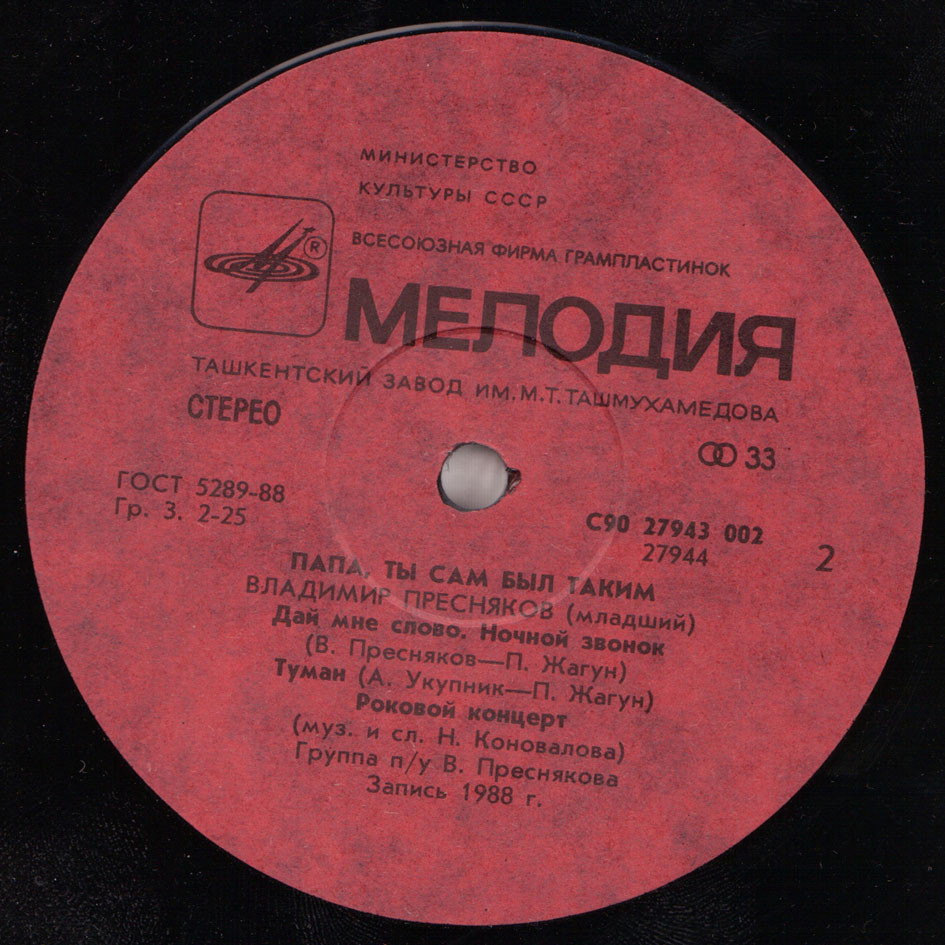 МИНИСТЕРСТВО
КУЛЬТУРЫ СССР
®
ВСЕСОЮЗНАЯ ФИРМА ГРАМПЛАСТИНОК
МЕЛОДИЯ
ТАШКЕНТСКИЙ ЗАВОД ИМ. М.Т. ТАШМУХАМЕДОВА
СТЕРЕО
33
ГОСТ 5289-88
Гр. 3. 2-25
С90 27943 002
27944
2
ПАПА, ТЫ САМ БЫЛ ТАКИМ
ВЛАДИМИР ПРЕСНЯКОВ (младший)
Дай мне слово. Ночной звонок
(В. Пресняков—П. Жагун)
Туман (А. Укупник—П. Жагун)
Роковой концерт
(муз. и сл. Н. Коновалова)
Группа п/у В. Преснякова
Запись 1988 г.